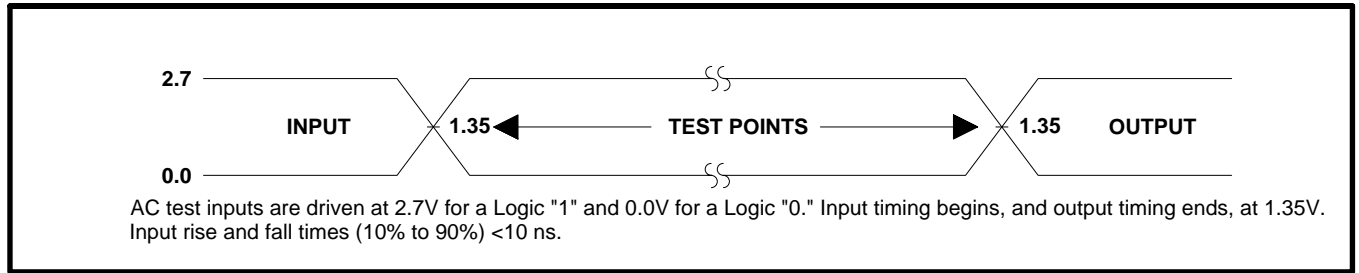 2.7
INPUT 1.35 TEST POINTS 1.35 OUTPUT
0.0
AC test inputs are driven at 2.7V for a Logic "1" and 0.0V for a Logic "0." Input timing begins, and output timing ends, at 1.35V.
Input rise and fall times (10% to 90%) <10 ns.